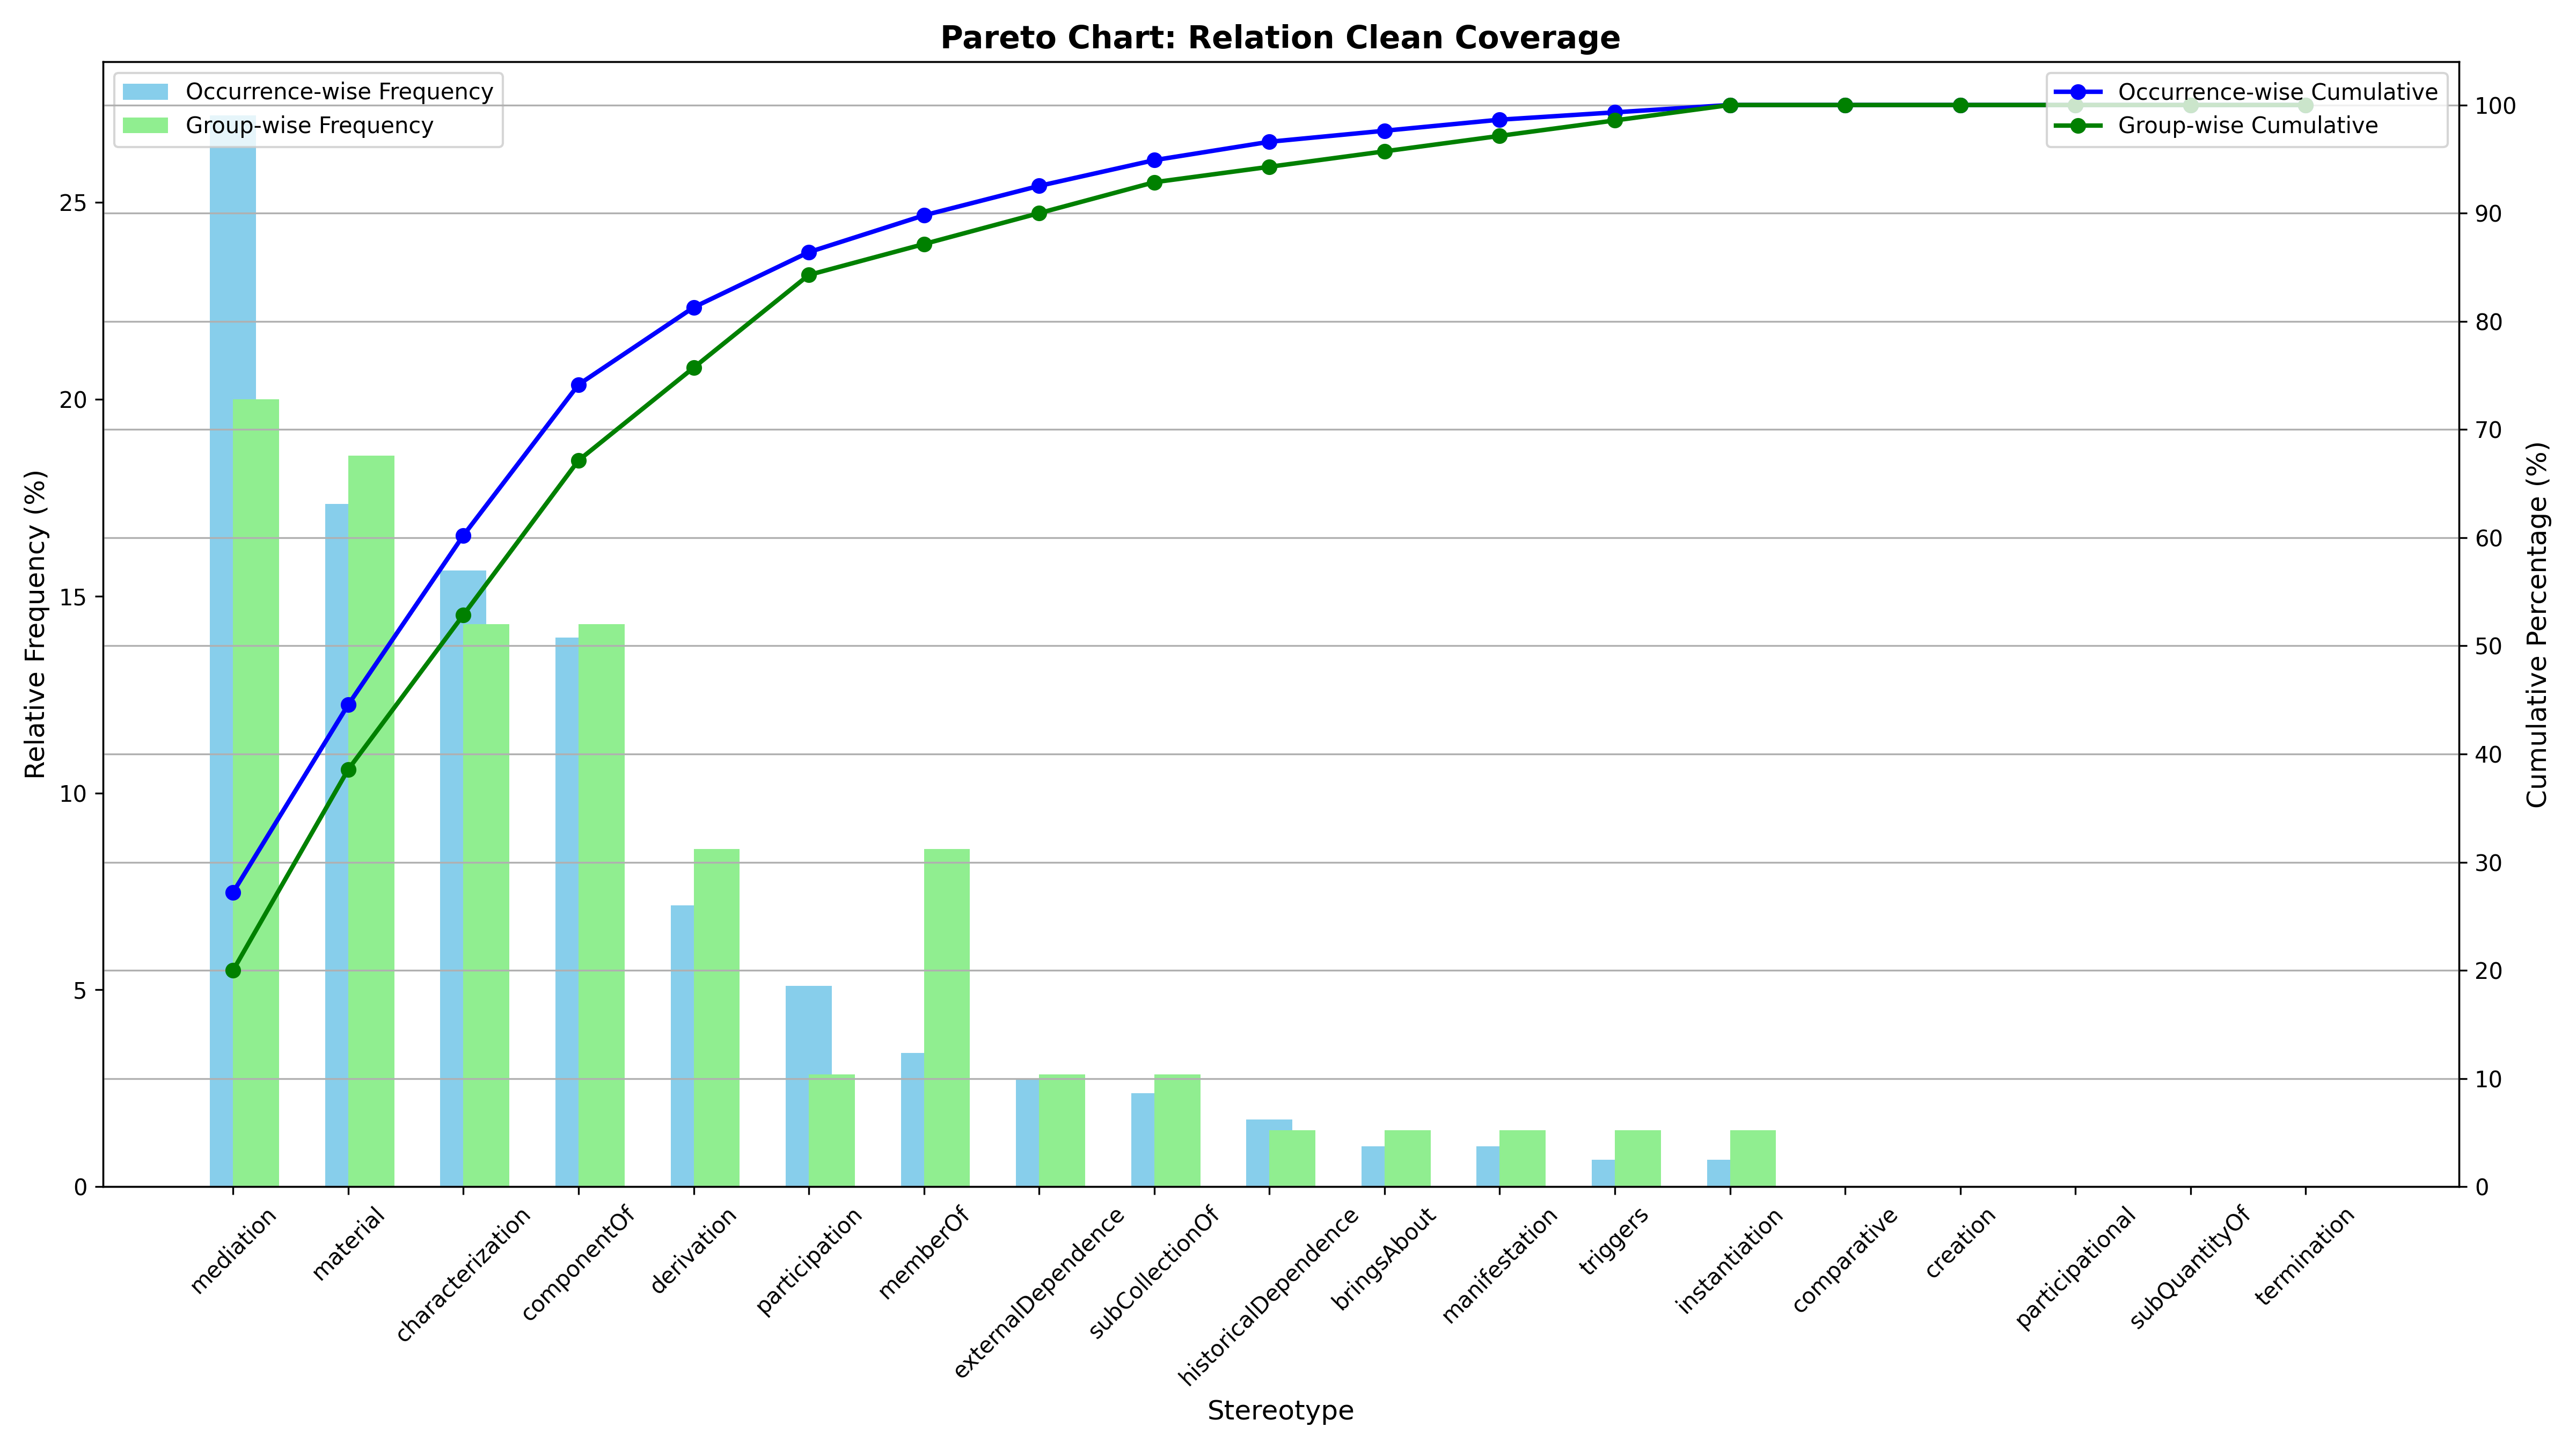 Pareto Chart: Relation Clean Coverage
Occurrence-wise Frequency
Group-wise Frequency
Occurrence-wise Cumulative
Group-wise Cumulative
Relative Frequency (%)
25
20
15
10
5
0
Cumulative Percentage (%)
100
90
80
70
60
50
40
30
20
10
0
mediation
material
characterization
componentOf
derivation
participation
memberOf
externalDependence
subCollectionOf
historicalDependence
bringsAbout
manifestation
triggers
instantiation
comparative
creation
participational
subQuantityOf
termination
Stereotype